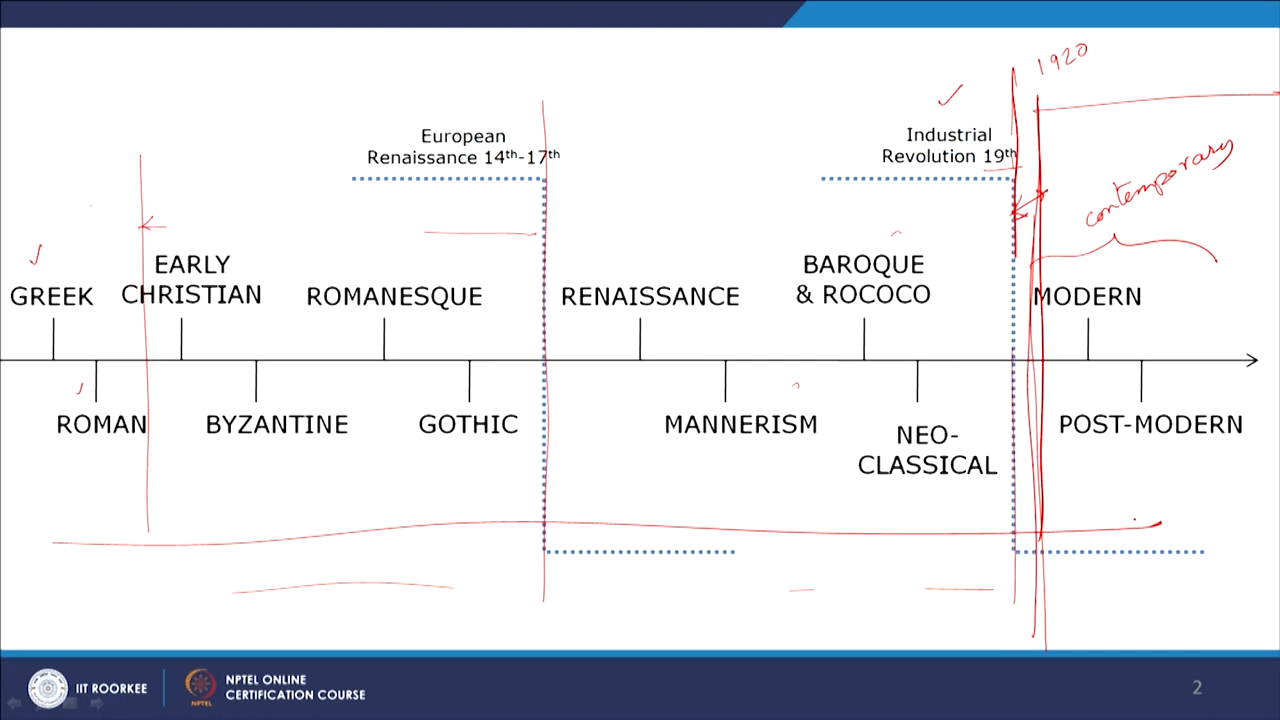 1920
European
Renaissance 14th-17th
Industrial
Revolution 19th
contemporary
EARLY
CHRISTIAN
BAROQUE
& ROCOCO
GREEK
ROMANESQUE
RENAISSANCE
MODERN
ROMAN
BYZANTINE
GOTHIC
MANNERISM
NEO-
CLASSICAL
POST-MODERN
IIT ROORKEE
NPTEL
NPTEL ONLINE
CERTIFICATION COURSE
2